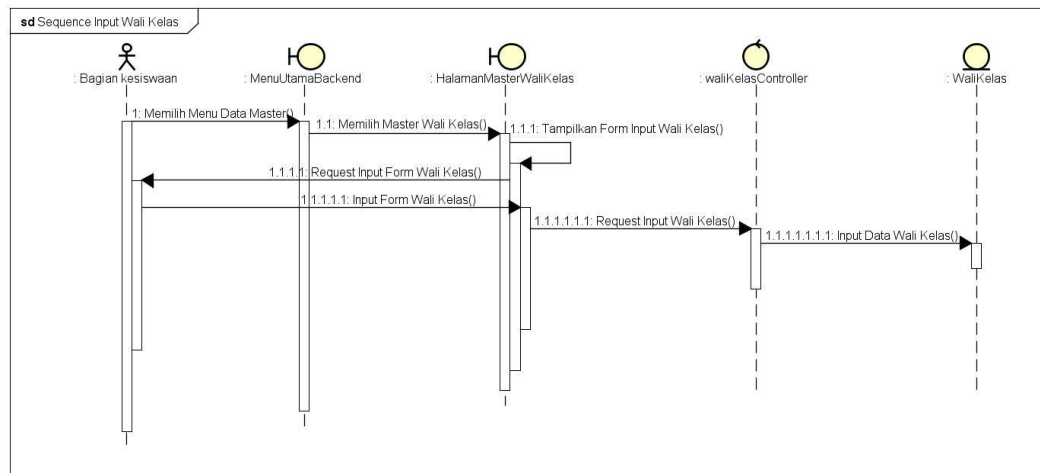 sd Sequence Input Wali Kelas
: Bagian kesiswaan
: MenuUtamaBackend
: HalamanMasterWaliKelas
: waliKelasController
: WaliKelas
1: Memilih Menu Data Master()
1.1: Memilih Master Wali Kelas()
1.1.1: Tampilkan Form Input Wali Kelas()
1.1.1.1: Request Input Form Wali Kelas()
1.1.1.1.1: Input Form Wali Kelas()
1.1.1.1.1.1: Request Input Wali Kelas()
1.1.1.1.1.1.1: Input Data Wali Kelas()